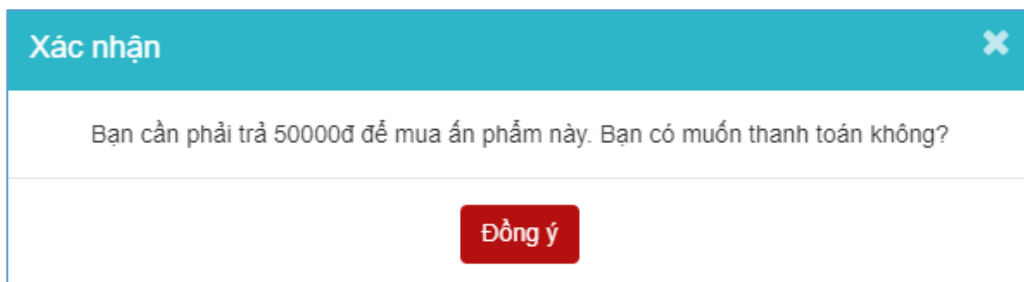 Xác nhận
Bạn cần phải trả 50000đ để mua ấn phẩm này. Bạn có muốn thanh toán không?
Đồng ý